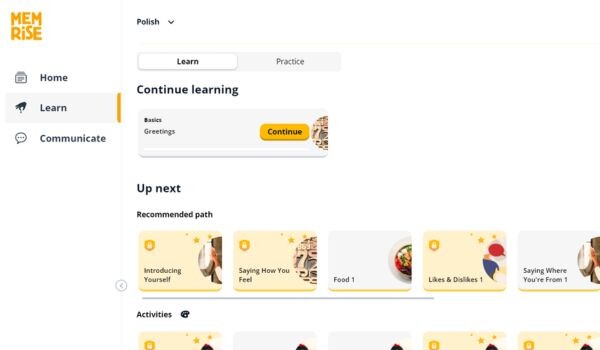 MEM
RiSE
Polish
Home
Learn
Communicate
Learn
Practice
Continue learning
Basics
Greetings
Continue
Up next
Recommended path
Introducing
Yourself
Saying How You
Feel
Food 1
Likes & Dislikes 1
Saying Where
You're From 1
Activities